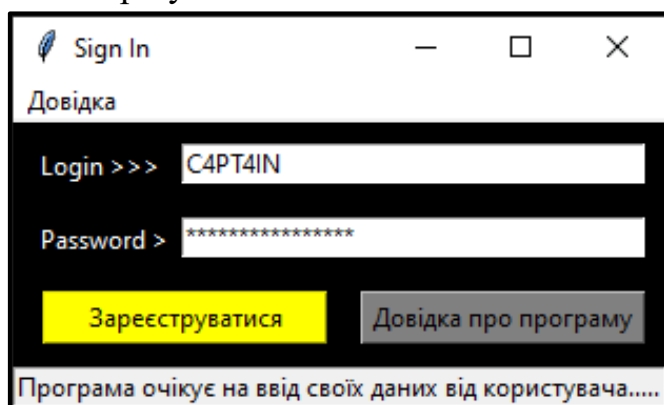 Sign In
Довідка
Login >>> C4PT4IN
Password > ****************
Зареєструватися Довідка про програму
Програма очікує на ввід своїх даних від користувача.....